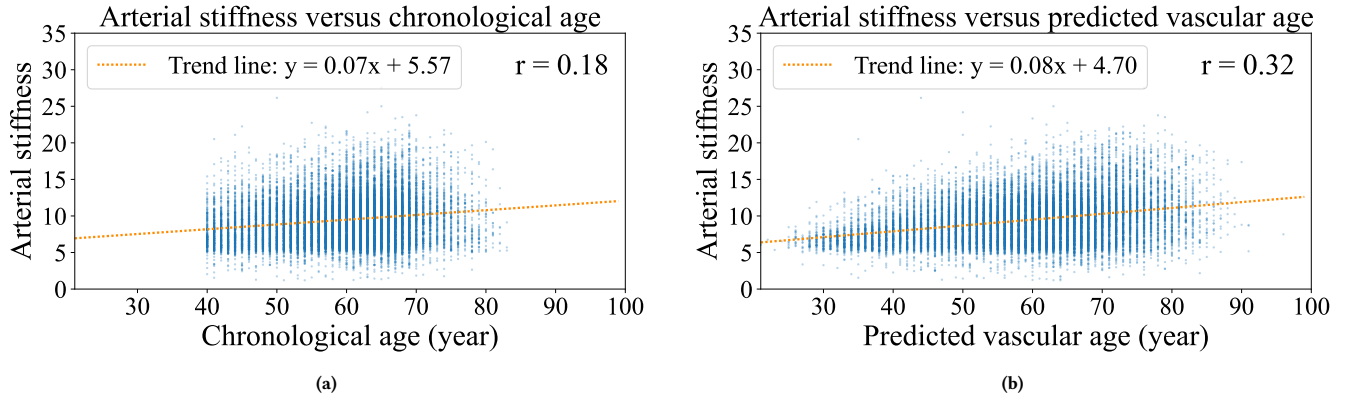 Arterial stiffness versus chronological age
Trend line: y = 0.07x + 5.57
r = 0.18
Arterial stiffness
35
30
25
20
15
10
5
0
30 40 50 60 70 80 90 100
Chronological age (year)
(a)
Arterial stiffness versus predicted vascular age
Trend line: y = 0.08x + 4.70
r = 0.32
Arterial stiffness
35
30
25
20
15
10
5
0
30 40 50 60 70 80 90 100
Predicted vascular age (year)
(b)